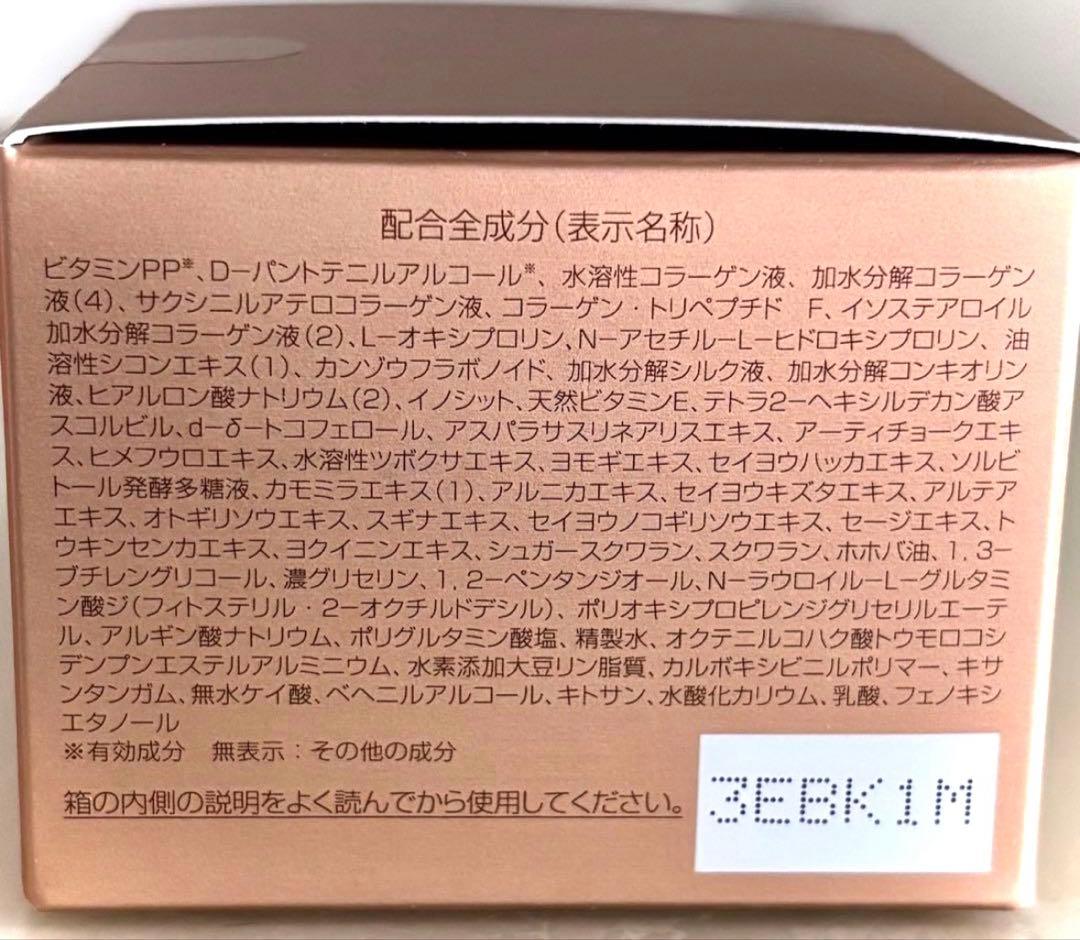 配合全成分(表示名称)
ビタミンPP※、D-パントテニルアルコール※、水溶性コラーゲン液、加水分解コラーゲン
液(4)、サクシニルアテロコラーゲン液、コラーゲン・トリペプチド F、イソステアロイル
加水分解コラーゲン液(2)、L-オキシプロリン、N-アセチル-L-ヒドロキシプロリン、油
溶性シコンエキス(1)、カンゾウフラボノイド、加水分解シルク液、加水分解コンキオリン
液、ヒアルロン酸ナトリウム(2)、イノシット、天然ビタミンE、テトラ2-ヘキシルデカン酸ア
スコルビル、d-δ-トコフェロール、アスパラサスリネアリスエキス、アーティチョークエキ
ス、ヒメフウロエキス、水溶性ツボクサエキス、ヨモギエキス、セイヨウハッカエキス、ソルビ
トール発酵多糖液、カモミラエキス(1)、アルニカエキス、セイヨウキズタエキス、アルテア
エキス、オトギリソウエキス、スギナエキス、セイヨウノコギリソウエキス、セージエキス、ト
ウキンセンカエキス、ヨクイニンエキス、シュガースクワラン、スクワラン、ホホバ油、1,3-
ブチレングリコール、濃グリセリン、1,2-ペンタンジオール、N-ラウロイル-L-グルタミ
ン酸ジ(フィトステリル・2-オクチルドデシル)、ポリオキシプロピレンジグリセリルエーテ
ル、アルギン酸ナトリウム、ポリグルタミン酸塩、精製水、オクテニルコハク酸トウモロコシ
デンプンエステルアルミニウム、水素添加大豆リン脂質、カルボキシビニルポリマー、キサ
ンタンガム、無水ケイ酸、ベヘニルアルコール、キトサン、水酸化カリウム、乳酸、フェノキシ
エタノール
※有効成分 無表示:その他の成分
箱の内側の説明をよく読んでから使用してください。
3EBK1M